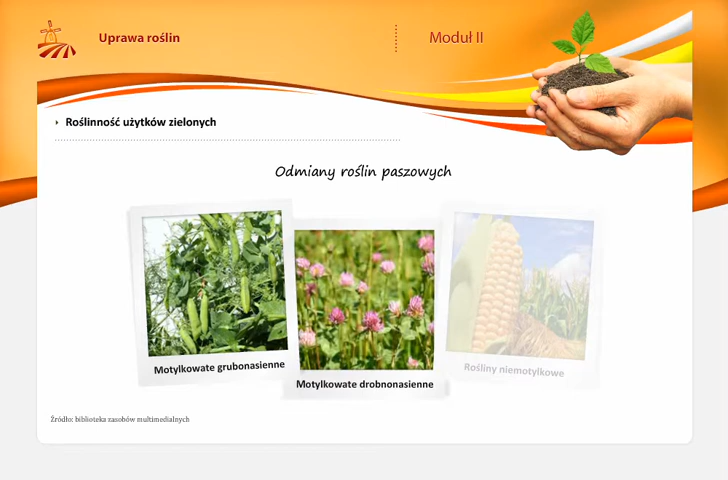 Uprawa roślin
Moduł II
Roślinność użytków zielonych
Odmiany roślin paszowych
Motylkowate grubonasienne
Motylkowate drobnonasienne
Rośliny niemotylkowe
Źródło: biblioteka zasobów multimedialnych